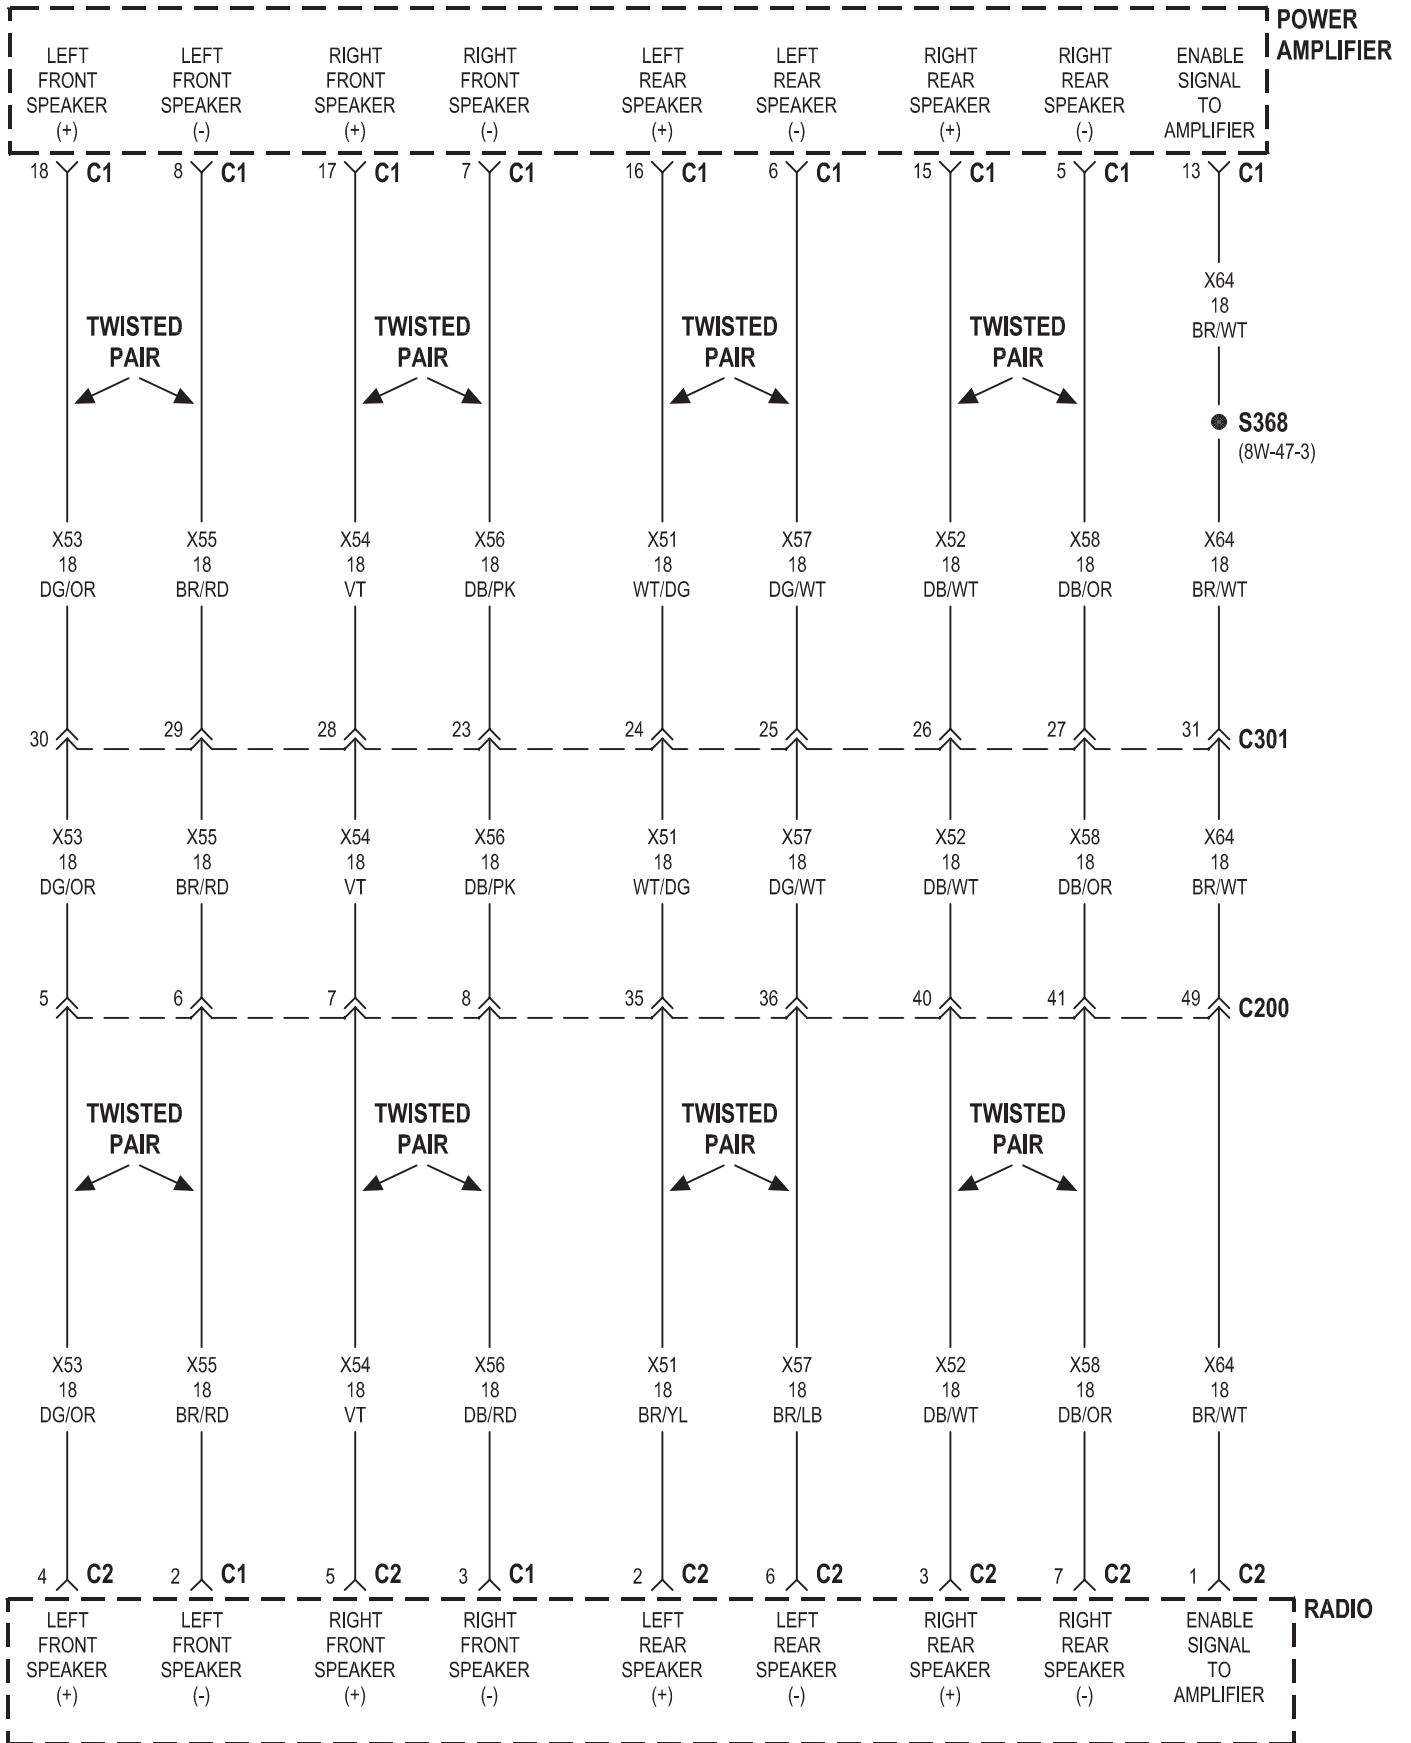 POWER
AMPLIFIER
LEFT LEFT RIGHT RIGHT LEFT LEFT RIGHT RIGHT ENABLE
FRONT FRONT FRONT FRONT REAR REAR REAR REAR SIGNAL
SPEAKER SPEAKER SPEAKER SPEAKER SPEAKER SPEAKER SPEAKER SPEAKER TO
(+) (-) (+) (-) (+) (-) (+) (-) AMPLIFIER
18 C1 8 C1 17 C1 7 C1 16 C1 6 C1 15 C1 5 C1 13 C1
X64
18
BR/WT
TWISTED TWISTED TWISTED TWISTED
PAIR PAIR PAIR PAIR
S368
(8W-47-3)
X53 X55 X54 X56 X51 X57 X52 X58 X64
18 18 18 18 18 18 18 18 18
DG/OR BR/RD VT DB/PK WT/DG DG/WT DB/WT DB/OR BR/WT
30 29 28 23 24 25 26 27 31 C301
X53 X55 X54 X56 X51 X57 X52 X58 X64
18 18 18 18 18 18 18 18 18
DG/OR BR/RD VT DB/PK WT/DG DG/WT DB/WT DB/OR BR/WT
5 6 7 8 35 36 40 41 49 C200
TWISTED TWISTED TWISTED TWISTED
PAIR PAIR PAIR PAIR
X53 X55 X54 X56 X51 X57 X52 X58 X64
18 18 18 18 18 18 18 18 18
DG/OR BR/RD VT DB/RD BR/YL BR/LB DB/WT DB/OR BR/WT
4 C2 2 C1 5 C2 3 C1 2 C2 6 C2 3 C2 7 C2 1 C2
RADIO
LEFT LEFT RIGHT RIGHT LEFT LEFT RIGHT RIGHT ENABLE
FRONT FRONT FRONT FRONT REAR REAR REAR REAR SIGNAL
SPEAKER SPEAKER SPEAKER SPEAKER SPEAKER SPEAKER SPEAKER SPEAKER TO
(+) (-) (+) (-) (+) (-) (+) (-) AMPLIFIER